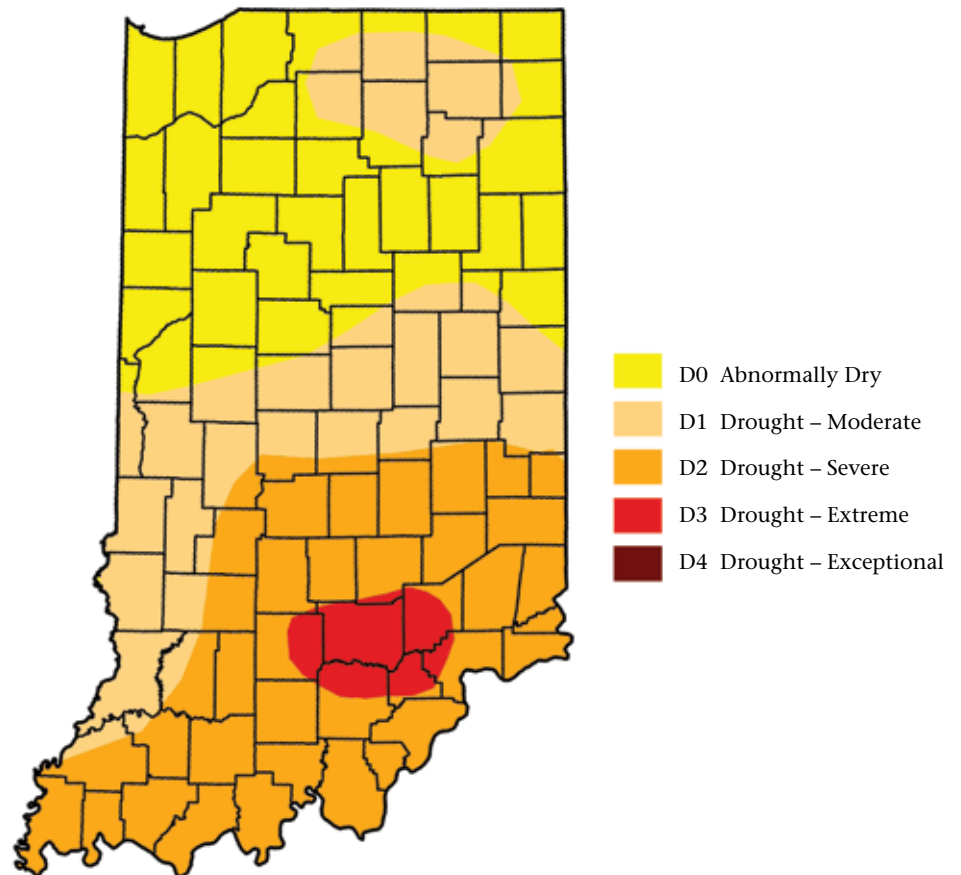 D0 Abnormally Dry
D1 Drought – Moderate
D2 Drought – Severe
D3 Drought – Extreme
D4 Drought – Exceptional